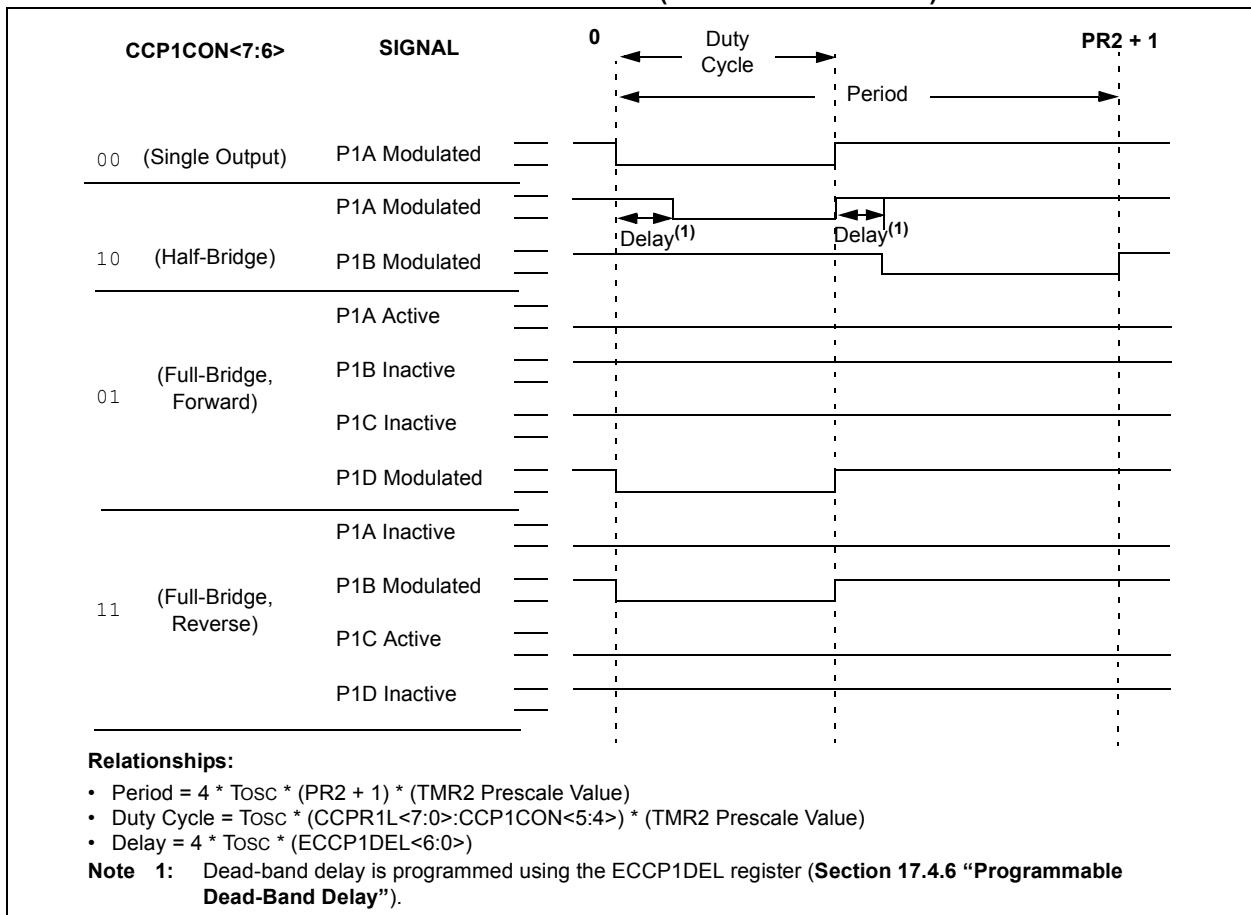 CCP1CON<7:6> SIGNAL 0 Duty Cycle PR2 + 1
Period
00 (Single Output) P1A Modulated
P1A Modulated
Delay(1) Delay(1)
10 (Half-Bridge) P1B Modulated
P1A Active
01 (Full-Bridge, Forward) P1B Inactive
P1C Inactive
P1D Modulated
P1A Inactive
11 (Full-Bridge, Reverse) P1B Modulated
P1C Active
P1D Inactive
Relationships:
• Period = 4 * TOSC * (PR2 + 1) * (TMR2 Prescale Value)
• Duty Cycle = TOSC * (CCPR1L<7:0>:CCP1CON<5:4>) * (TMR2 Prescale Value)
• Delay = 4 * TOSC * (ECCP1DEL<6:0>)
Note 1: Dead-band delay is programmed using the ECCP1DEL register (Section 17.4.6 “Programmable
Dead-Band Delay”).